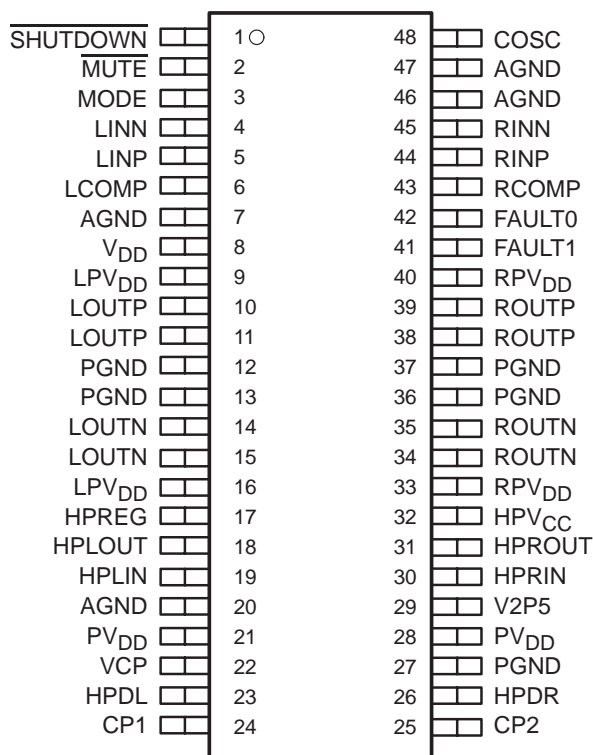 SHUTDOWN 1 48 COSC
MUTE 2 47 AGND
MODE 3 46 AGND
LINN 4 45 RINN
LINP 5 44 RINP
LCOMP 6 43 RCOMP
AGND 7 42 FAULT0
VDD 8 41 FAULT1
LPVDD 9 40 RPVDD
LOUTP 10 39 ROUTP
LOUTP 11 38 ROUTP
PGND 12 37 PGND
PGND 13 36 PGND
LOUTN 14 35 ROUTN
LOUTN 15 34 ROUTN
LPVDD 16 33 RPVDD
HPREG 17 32 HPVCC
HPLOUT 18 31 HPROUT
HPLIN 19 30 HPRIN
AGND 20 29 V2P5
PVDD 21 28 PVDD
VCP 22 27 PGND
HPDL 23 26 HPDR
CP1 24 25 CP2